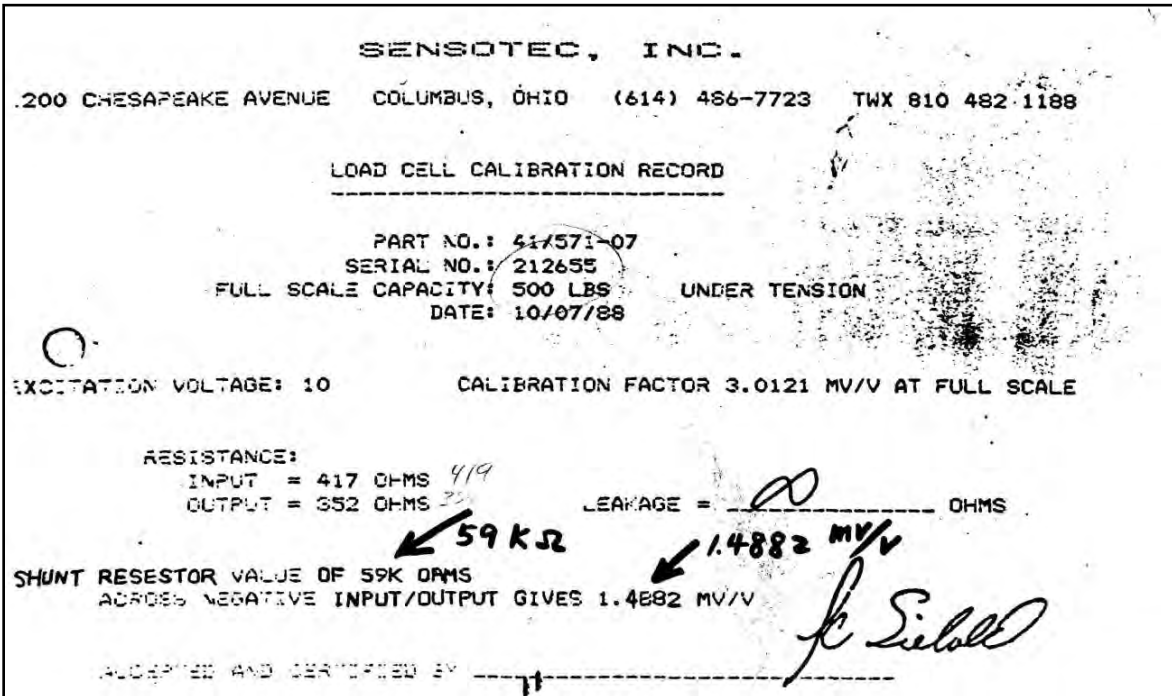 SENSOTEC, INC.
200 CHESAPEAKE AVENUE COLUMBUS, OHIO (614) 486-7723 TWX 810 482 1188
LOAD CELL CALIBRATION RECORD
PART NO.: 417571-07
SERIAL NO.: 212655
FULL SCALE CAPACITY: 500 LBS UNDER TENSION
DATE: 10/07/88
EXCITATION VOLTAGE: 10 CALIBRATION FACTOR 3.0121 MV/V AT FULL SCALE
RESISTANCE:
INPUT = 417 OHMS 419
OUTPUT = 352 OHMS LEAKAGE = ∞ OHMS
59 KΩ 1.4882 mV/V
SHUNT RESESTOR VALUE OF 59K OHMS
ACROSS NEGATIVE INPUT/OUTPUT GIVES 1.4882 MV/V
ACCEPTED AND CERTIFIED BY